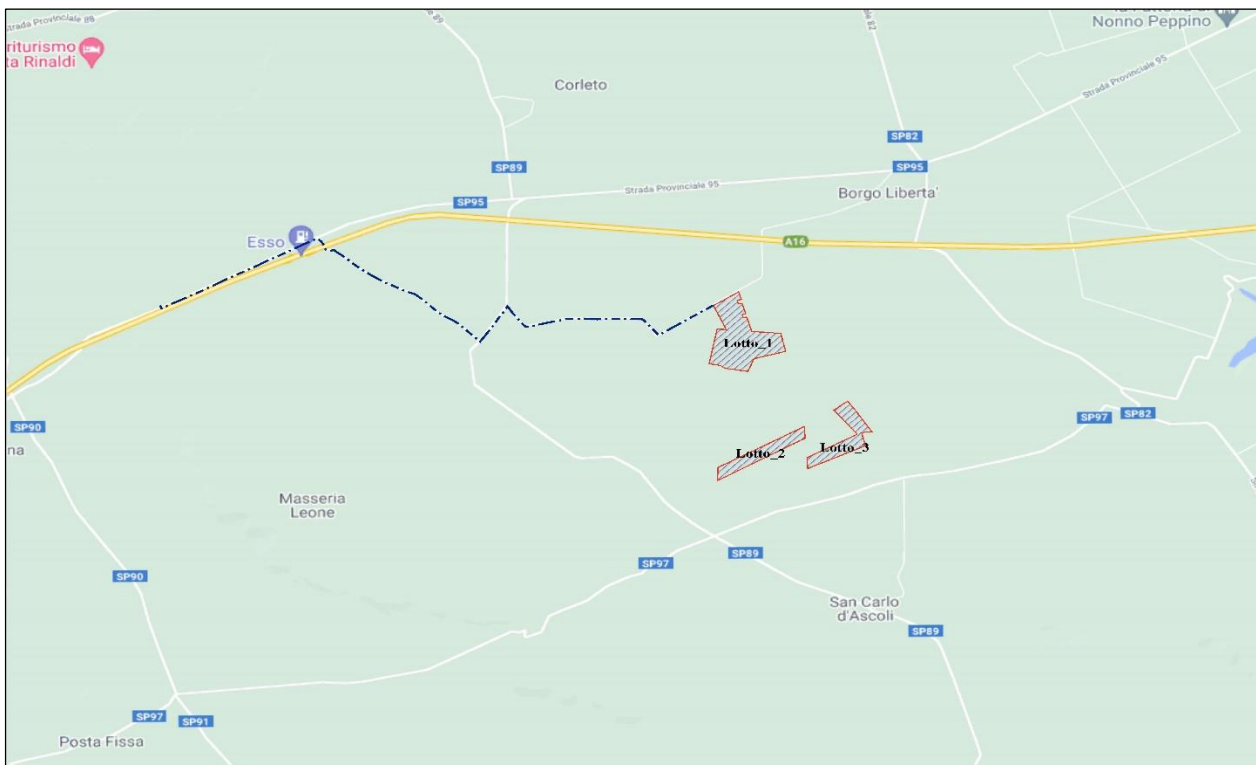 Strada Provinciale 88
89
82
Nonno Peppino
riturismo
ta Rinaldi
Corleto
Strada Provinciale 95
SP82
SP89
SP95
Strada Provinciale 95
Borgo Liberta'
SP95
Esso
A16
Lotto_1
SP97
SP82
SP90
na
Lotto_2
Lotto_3
Masseria
Leone
SP89
SP97
SP90
San Carlo
d'Ascoli
SP89
SP97
SP91
Posta Fissa